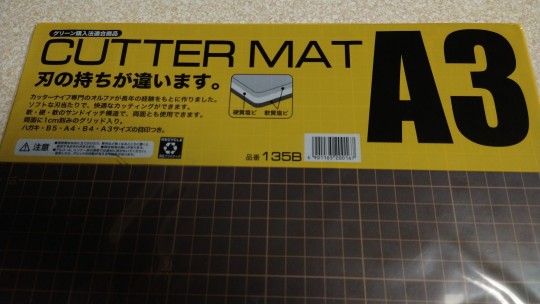 グリーン購入法適合商品
CUTTER MAT
A3
刃の持ちが違います。
カッターナイフ専門のオルファが長年の経験をもとに作りました。
ソフトな刃当たりで、快適なカッティングができます。
軟・硬・軟のサンドイッチ構造で、両面とも使用できます。
両面に1cm刻みのグリッド入り。
ハガキ・B5・A4・B4・A3サイズの目印つき。
硬質塩ビ
軟質塩ビ
注意
RECYCLE
品番 135B
4 901165 200167